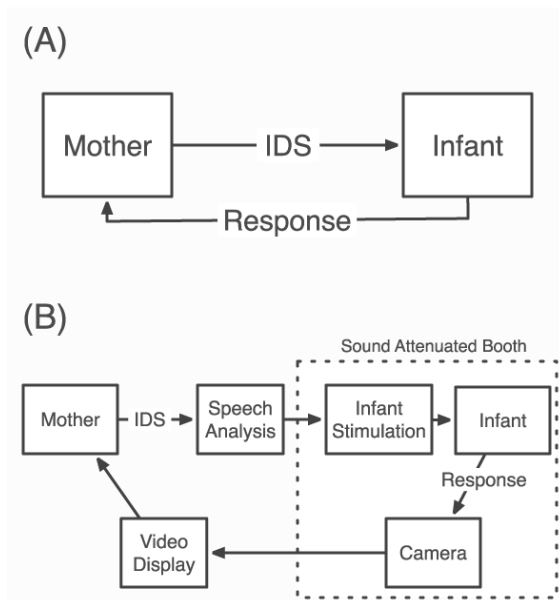 (A)
Mother
IDS
Infant
Response
(B)
Sound Attenuated Booth
Mother
IDS
Speech
Analysis
Infant
Stimulation
Infant
Response
Video
Display
Camera